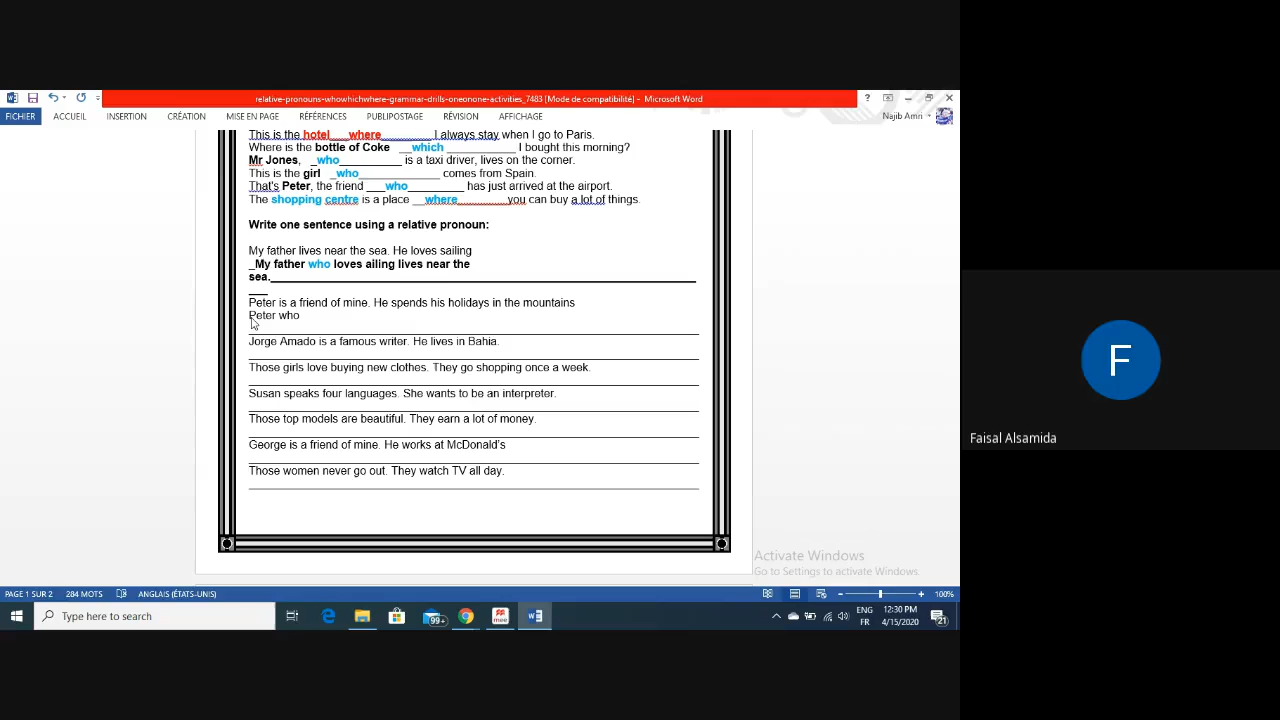 relative-pronouns-whowhichwhere-grammar-drills-oneonone-activities_7483 [Mode de compatibilité] - Microsoft Word
FICHIER ACCUEIL INSERTION CRÉATION MISE EN PAGE RÉFÉRENCES PUBLIPOSTAGE RÉVISION AFFICHAGE Najib Amri
This is the hotel___where________ I always stay when I go to Paris.
Where is the bottle of Coke __which __________ I bought this morning?
Mr Jones, _who_________ is a taxi driver, lives on the corner.
This is the girl _who____________ comes from Spain.
That's Peter, the friend ___who________ has just arrived at the airport.
The shopping centre is a place __where________you can buy a lot of things.
Write one sentence using a relative pronoun:
My father lives near the sea. He loves sailing
_My father who loves ailing lives near the
sea.
Peter is a friend of mine. He spends his holidays in the mountains
Peter who
Jorge Amado is a famous writer. He lives in Bahia.
Those girls love buying new clothes. They go shopping once a week.
Susan speaks four languages. She wants to be an interpreter.
Those top models are beautiful. They earn a lot of money.
George is a friend of mine. He works at McDonald's
Those women never go out. They watch TV all day.
F
Faisal Alsamida
Activate Windows
Go to Settings to activate Windows.
PAGE 1 SUR 2 284 MOTS ANGLAIS (ÉTATS-UNIS) 100%
Type here to search 99+ ENG 12:30 PM
FR 4/15/2020 21